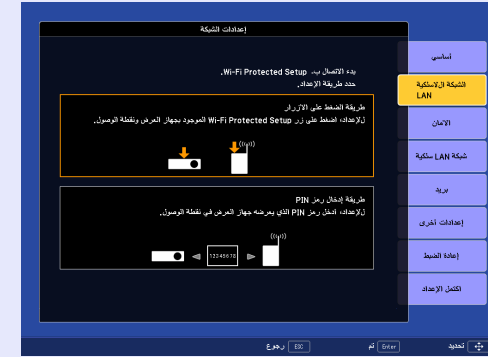 إعدادات الشبكة
بدء الاتصال بـ Wi-Fi Protected Setup.
حدد طريقة الإعداد.
طريقة الضغط على الازرار
للإعداد، اضغط على زر Wi-Fi Protected Setup الموجود بجهاز العرض ونقطة الوصول.
طريقة إدخال رمز PIN
للإعداد، أدخل رمز PIN الذي يعرضه جهاز العرض في نقطة الوصول.
12345678
أساسي
الشبكة اللاسلكية
LAN
الأمان
شبكة LAN سلكية
بريد
إعدادات أخرى
إعادة الضبط
اكتمل الإعداد
تحديد
Enter تم
ESC رجوع